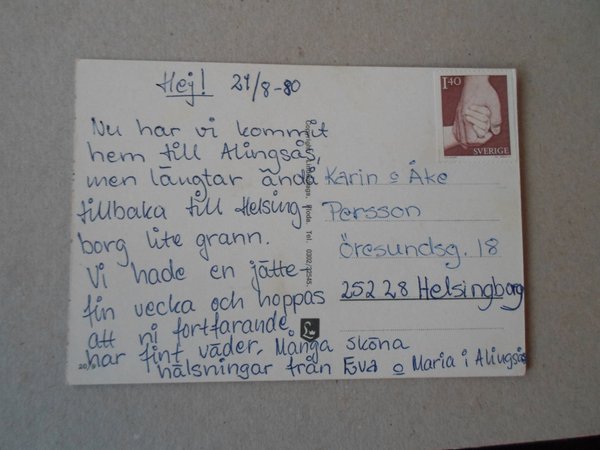 Hej! 24/8-80
Nu har vi kommit
hem till Alingsås,
men längtar ändå
tillbaka till Helsing
borg lite grann.
Vi hade en jätte-
fin vecka och hoppas
att ni fortfarande
har fint väder. Många sköna
hälsningar från Eva o Maria i Alingsås
1.40
SVERIGE
Karin o Åke
Persson
Öresundsg. 18
252 28 Helsingborg